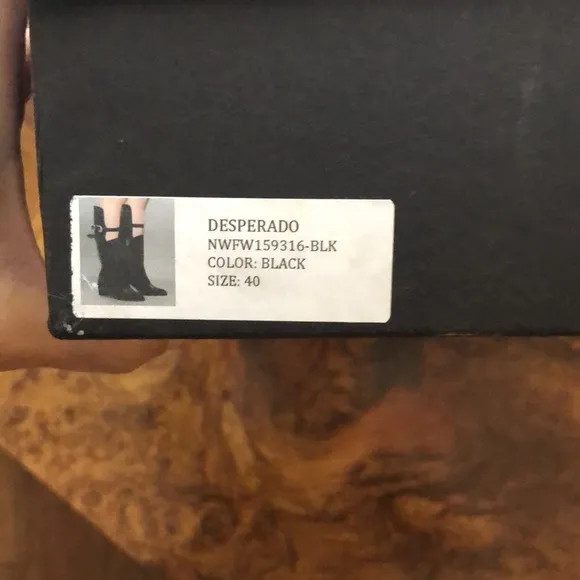 DESPERADO
NWFW159316-BLK
COLOR: BLACK
SIZE: 40